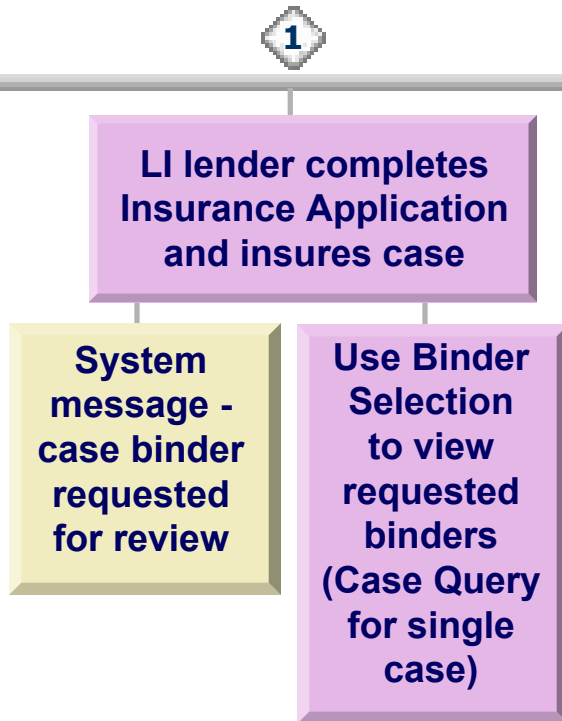 1
LI lender completes
Insurance Application
and insures case
System
message -
case binder
requested
for review
Use Binder
Selection
to view
requested
binders
(Case Query
for single
case)